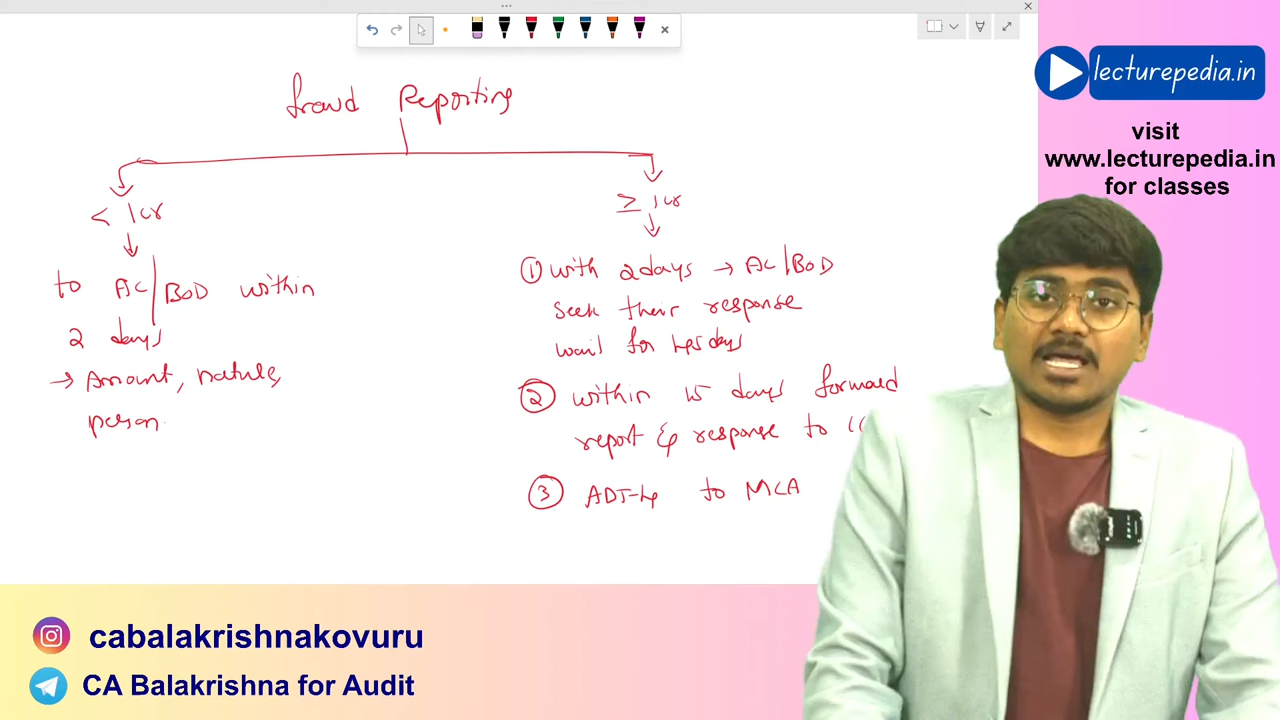 fraud Reporting
< 1cr
to AC/BOD within
2 days
→ Amount, nature,
person.
≥ 1cr
① with 2 days → AC/BOD
seek their response
wait for 45 days
② within 15 days forward
report & response to
③ ADT-4 to MCA
lecturepedia.in
visit
www.lecturepedia.in
for classes
cabalakrishnakovuru
CA Balakrishna for Audit